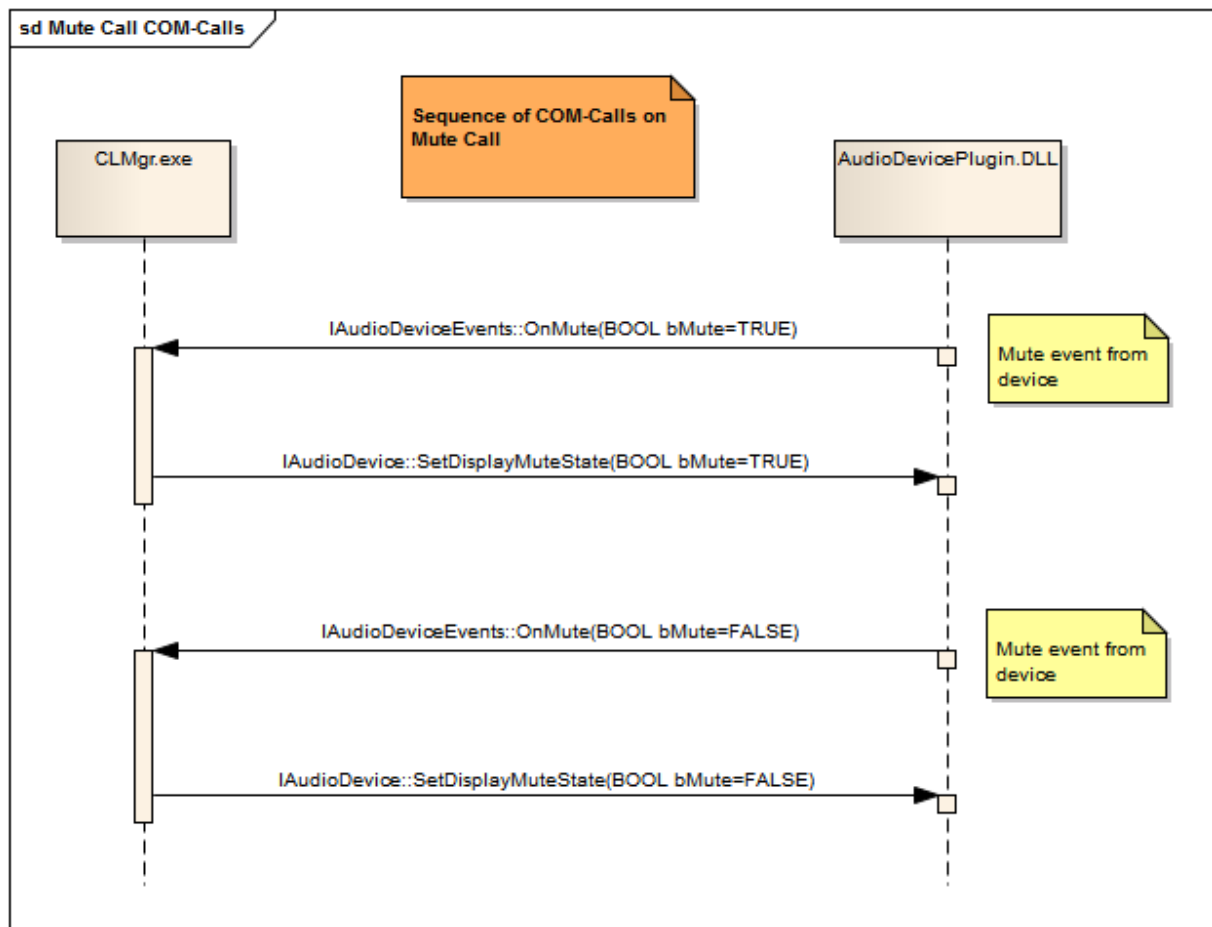 sd Mute Call COM-Calls
Sequence of COM-Calls on
Mute Call
CLMgr.exe
AudioDevicePlugin.DLL
IAudioDeviceEvents::OnMute(BOOL bMute=TRUE)
Mute event from
device
IAudioDevice::SetDisplayMuteState(BOOL bMute=TRUE)
IAudioDeviceEvents::OnMute(BOOL bMute=FALSE)
Mute event from
device
IAudioDevice::SetDisplayMuteState(BOOL bMute=FALSE)